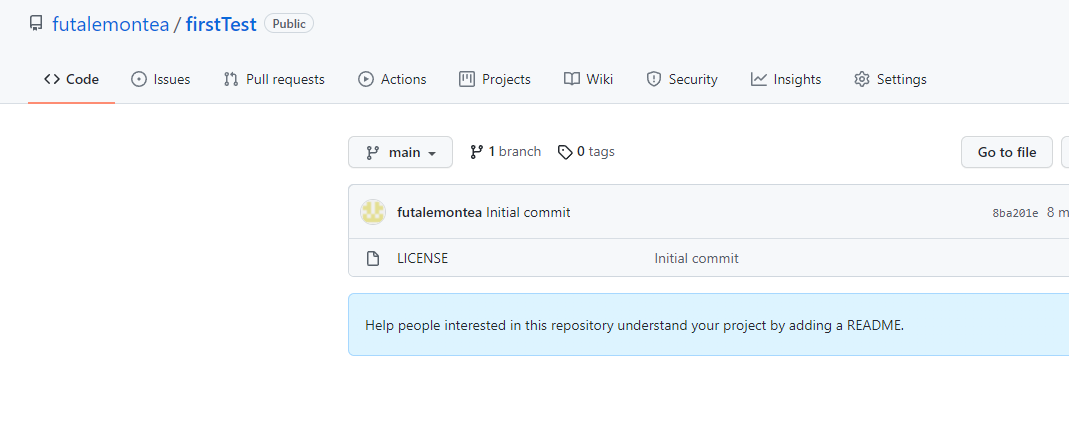 futalemontea / firstTest Public
Code Issues Pull requests Actions Projects Wiki Security Insights Settings
main 1 branch 0 tags Go to file
futalemontea Initial commit 8ba201e 8 m
LICENSE Initial commit
Help people interested in this repository understand your project by adding a README.